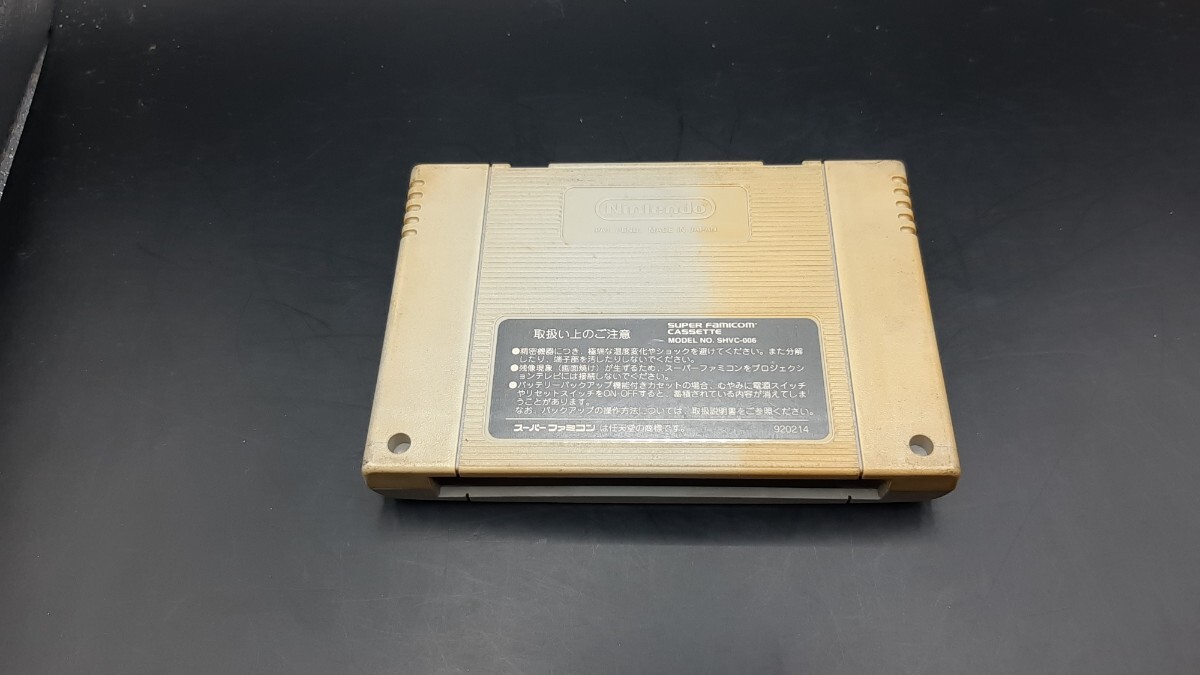 Nintendo
MADE IN JAPAN
取扱い上のご注意
SUPER FAMICOM
CASSETTE
MODEL NO. SHVC-006
●精密機器につき、極端な温度変化やショックを避けてください。また分解
したり、端子部を汚したりしないでください。
●残像現象(画面焼け)が生ずるため、スーパーファミコンをプロジェクシ
ョンテレビには接続しないでください。
●バッテリーバックアップ機能付きカセットの場合、むやみに電源スイッチ
やリセットスイッチをON・OFFすると、蓄積されている内容が消えてしま
うことがあります。
なお、バックアップの操作方法については、取扱説明書をご参照ください。
スーパーファミコンは任天堂の商標です。
920214